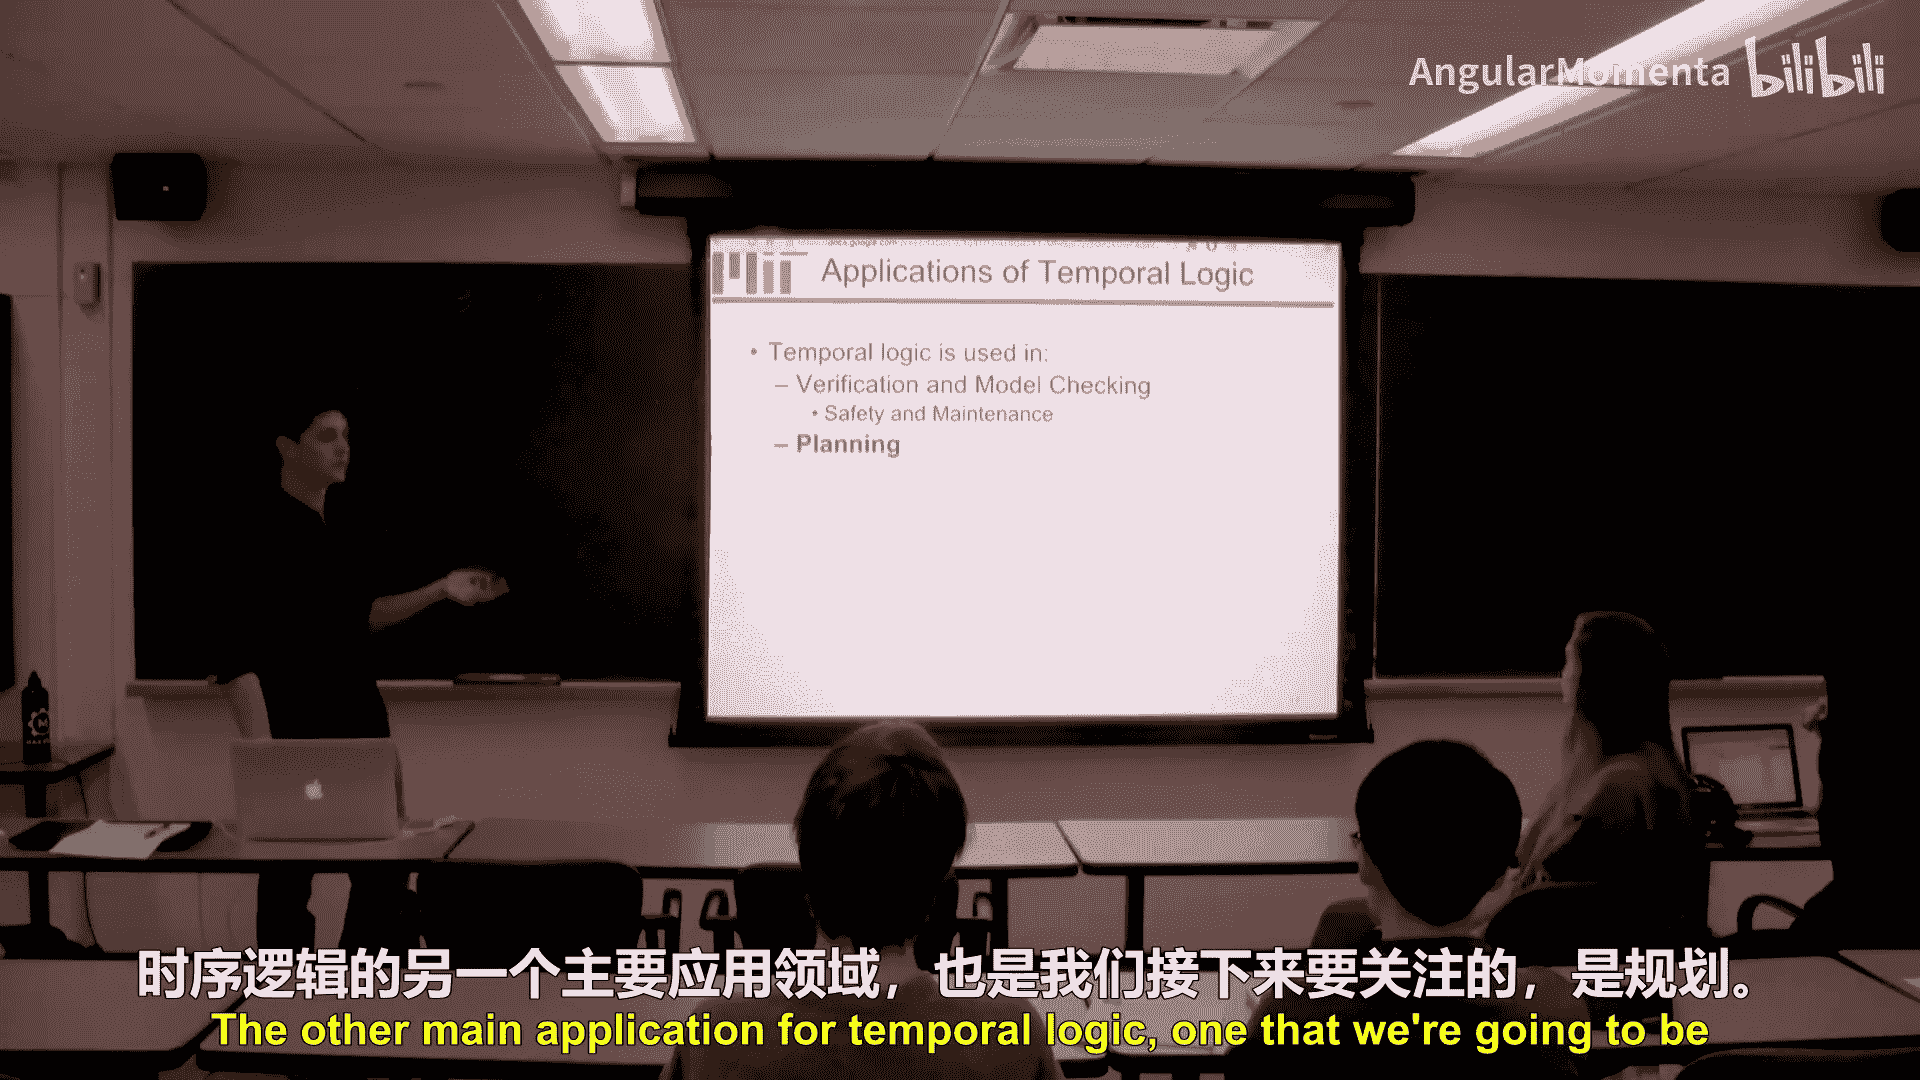 AngularMomenta bilibili
Applications of Temporal Logic
• Temporal logic is used in:
– Verification and Model Checking
• Safety and Maintenance
– Planning
时序逻辑的另一个主要应用领域，也是我们接下来要关注的，是规划。
The other main application for temporal logic, one that we're going to be